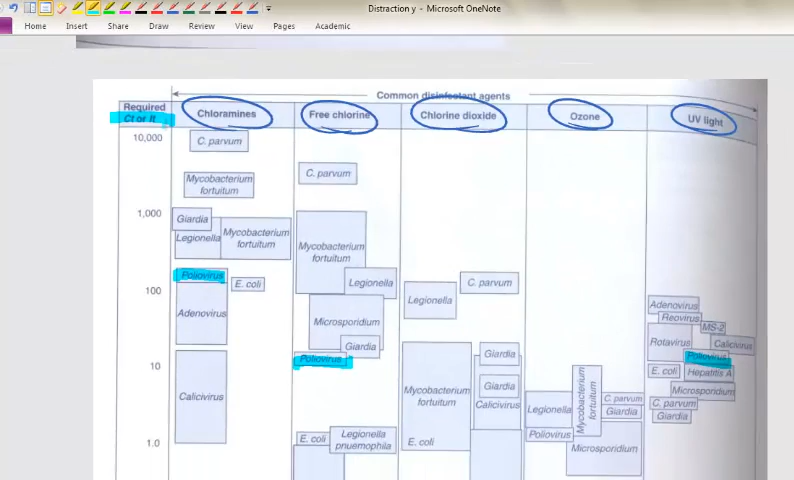 Distraction y - Microsoft OneNote
Home Insert Share Draw Review View Pages Academic
Common disinfectant agents
Required
Ct or It
Chloramines
Free chlorine
Chlorine dioxide
Ozone
UV light
10,000
1,000
100
10
1.0
C. parvum
Mycobacterium
fortuitum
Giardia
Legionella
Mycobacterium
fortuitum
Poliovirus
E. coli
Adenovirus
Calicivirus
C. parvum
Mycobacterium
fortuitum
Legionella
Microsporidium
Giardia
Poliovirus
E. coli
Legionella
pnuemophila
C. parvum
Legionella
Giardia
Mycobacterium
fortuitum
Giardia
Calicivirus
E. coli
Legionella
Mycobacterium
fortuitum
C. parvum
Giardia
Poliovirus
Microsporidium
Adenovirus
Reovirus
MS-2
Rotavirus
Calicivirus
Poliovirus
E. coli
Hepatitis A
Microsporidium
C. parvum
Giardia